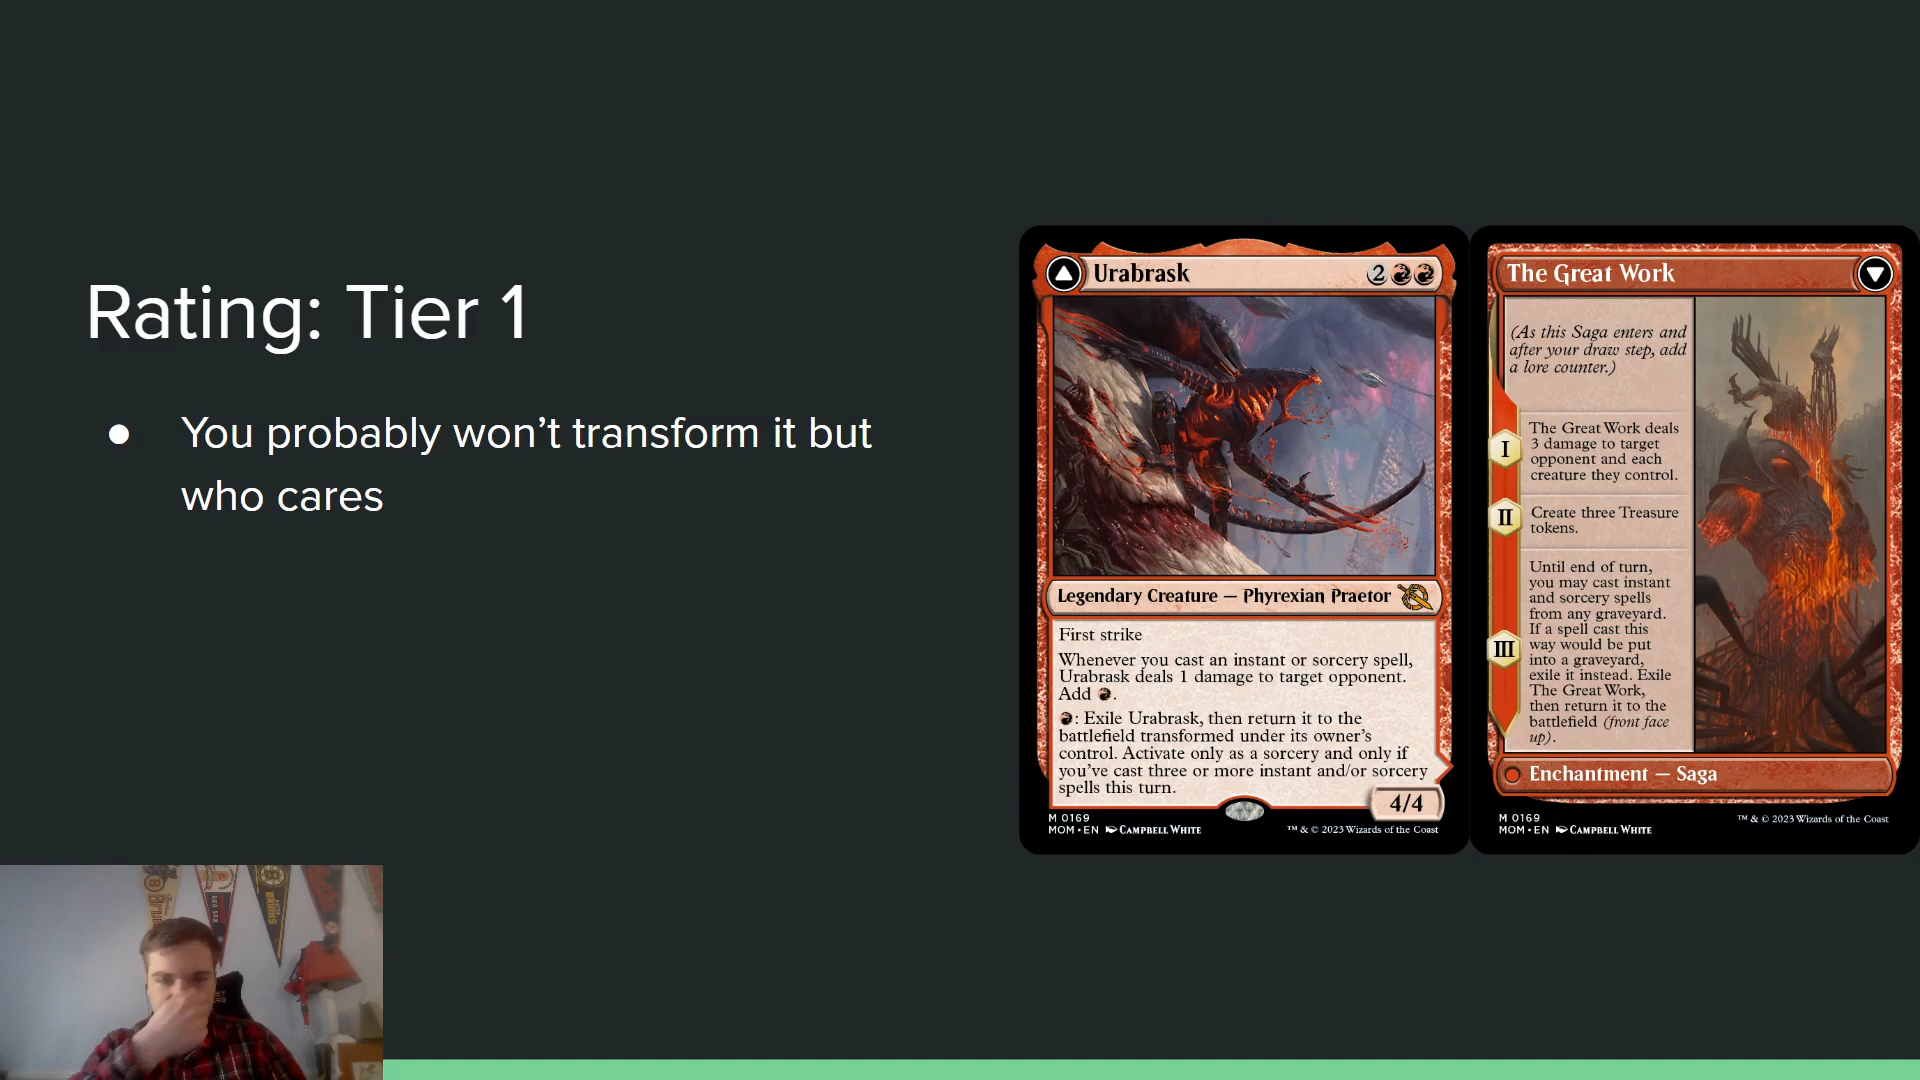 Rating: Tier 1
● You probably won’t transform it but
who cares
Urabrask
2
Legendary Creature — Phyrexian Praetor
First strike
Whenever you cast an instant or sorcery spell,
Urabrask deals 1 damage to target opponent.
Add .
: Exile Urabrask, then return it to the
battlefield transformed under its owner’s
control. Activate only as a sorcery and only if
you’ve cast three or more instant and/or sorcery
spells this turn.
4/4
M 0169
MOM • EN CAMPBELL WHITE
™ & © 2023 Wizards of the Coast
The Great Work
(As this Saga enters and
after your draw step, add
a lore counter.)
I
The Great Work deals
3 damage to target
opponent and each
creature they control.
II
Create three Treasure
tokens.
III
Until end of turn,
you may cast instant
and sorcery spells
from any graveyard.
If a spell cast this
way would be put
into a graveyard,
exile it instead. Exile
The Great Work,
then return it to the
battlefield (front face
up).
Enchantment — Saga
M 0169
MOM • EN CAMPBELL WHITE
™ & © 2023 Wizards of the Coast
BRUINS